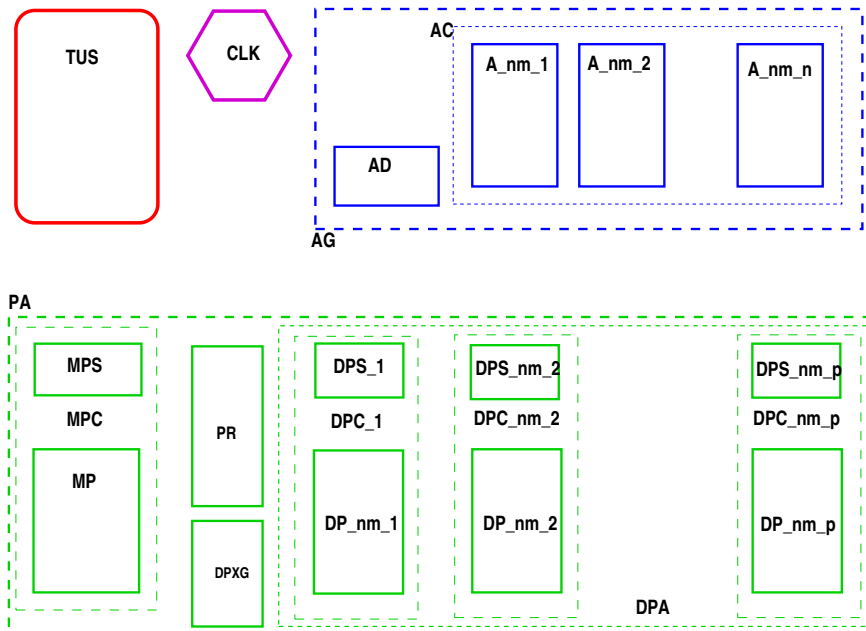 TUS
CLK
AC
A_nm_1
A_nm_2
A_nm_n
AD
AG
PA
MPS
DPS_1
DPS_nm_2
DPS_nm_p
MPC
PR
DPC_1
DPC_nm_2
DPC_nm_p
MP
DP_nm_1
DP_nm_2
DP_nm_p
DPXG
DPA